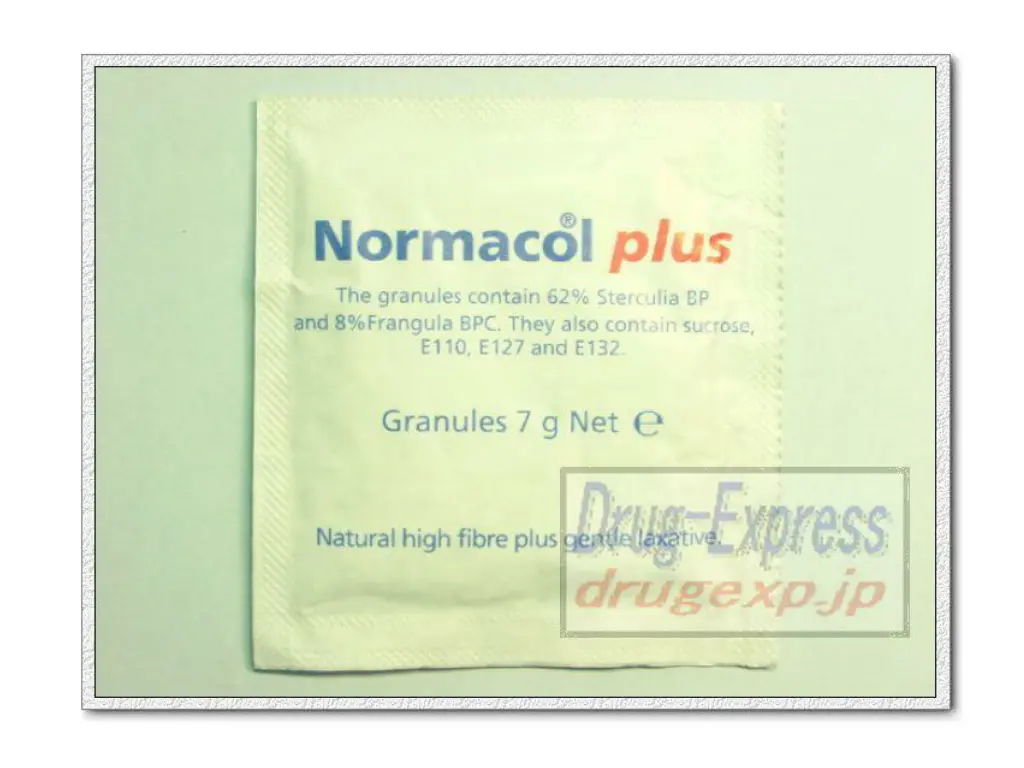 Normacol® plus
The granules contain 62% Sterculia BP
and 8%Frangula BPC. They also contain sucrose,
E110, E127 and E132.
Granules 7 g Net ℮
Natural high fibre plus gentle laxative.
Drug-Express
drugexp.jp